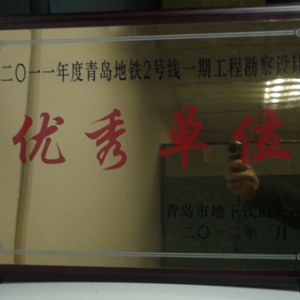 二〇一一年度青岛地铁2号线一期工程勘察设计
优秀单位
青岛市地下铁道公
二〇一二年三月